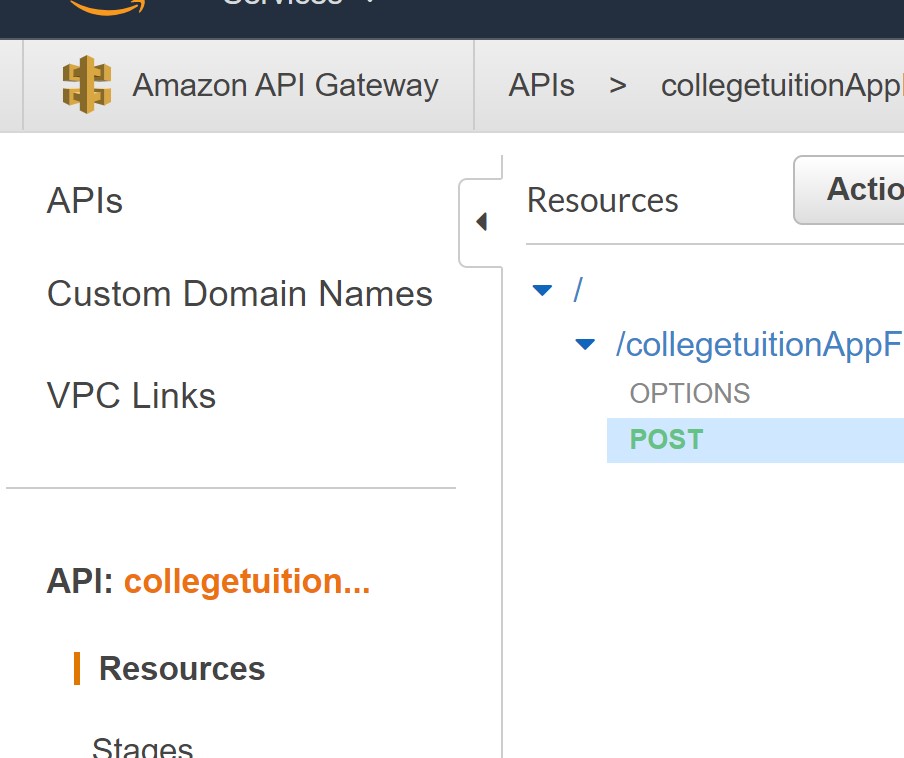 Services
Amazon API Gateway
APIs > collegetuitionApp
APIs
Custom Domain Names
VPC Links
Resources
Actio
/
/collegetuitionAppF
OPTIONS
POST
API: collegetuition...
Resources
Stages